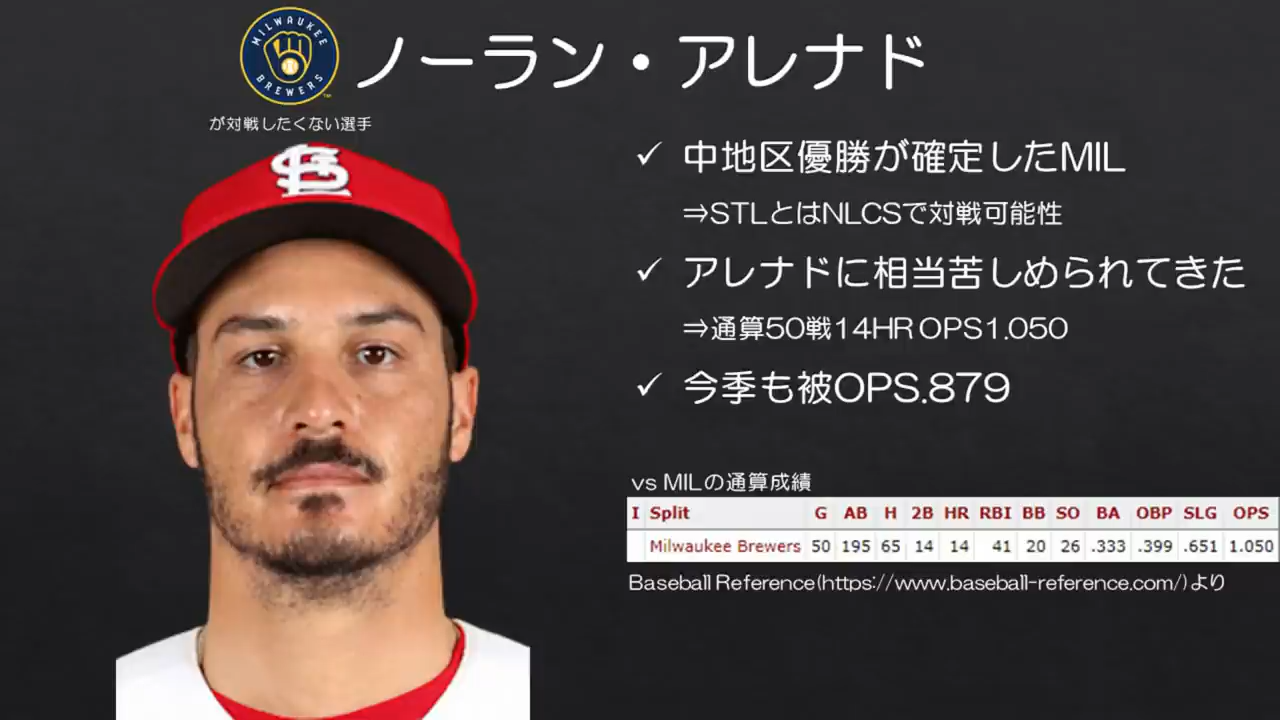 MILWAUKEE BREWERS
TM
ノーラン・アレナド
が対戦したくない選手
STL
✓ 中地区優勝が確定したMIL
⇒STLとはNLCSで対戦可能性
✓ アレナドに相当苦しめられてきた
⇒通算50戦14HR OPS1.050
✓ 今季も被OPS.879
vs MILの通算成績
I Split G AB H 2B HR RBI BB SO BA OBP SLG OPS
Milwaukee Brewers 50 195 65 14 14 41 20 26 .333 .399 .651 1.050
Baseball Reference(https://www.baseball-reference.com/)より